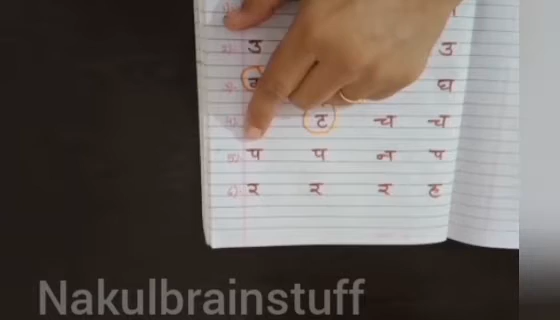 उ उ
घ
ट च च
प प न प
र र र ह
Nakulbrainstuff